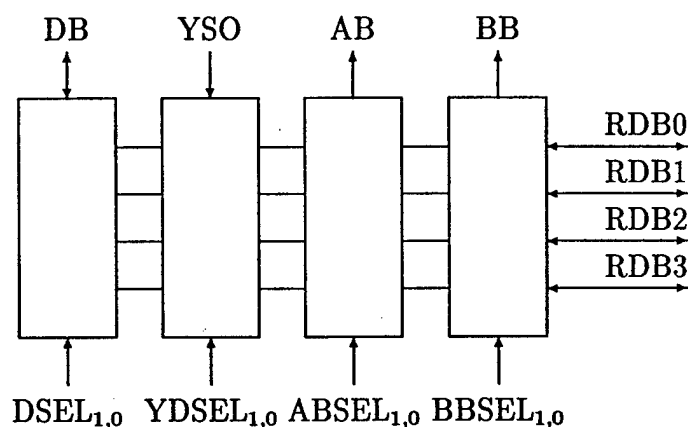 DB YSO AB BB
RDB0
RDB1
RDB2
RDB3
DSEL1,0 YDSEL1,0 ABSEL1,0 BBSEL1,0